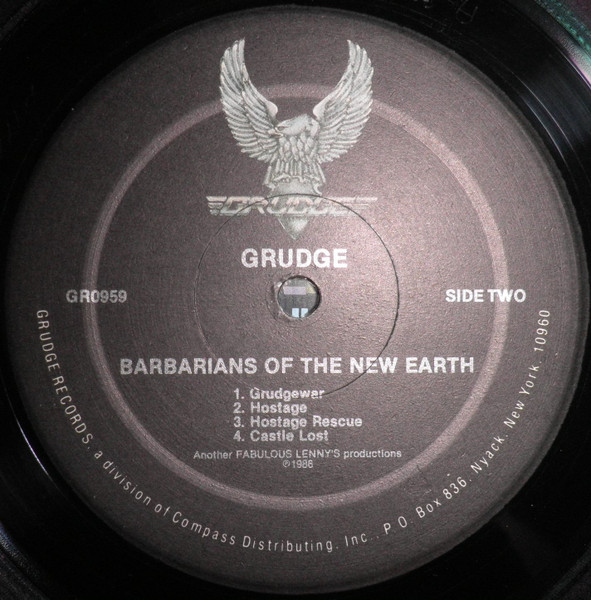 GRUDGE
GRUDGE
GR0959
SIDE TWO
BARBARIANS OF THE NEW EARTH
1. Grudgewar
2. Hostage
3. Hostage Rescue
4. Castle Lost
Another FABULOUS LENNY'S productions
℗1986
GRUDGE RECORDS, a division of Compass Distributing, Inc., P.O. Box 836, Nyack, New York, 10960